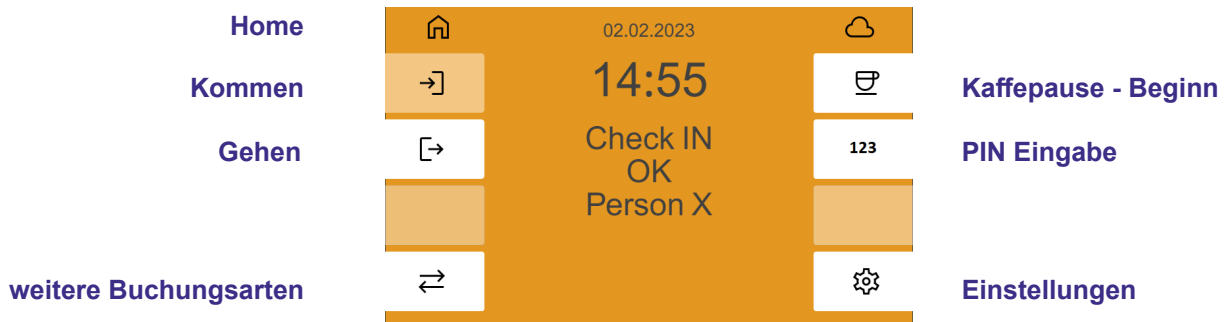 Home
02.02.2023
Kommen
14:55
Kaffepause - Beginn
Gehen
Check IN
123
PIN Eingabe
OK
Person X
weitere Buchungsarten
Einstellungen